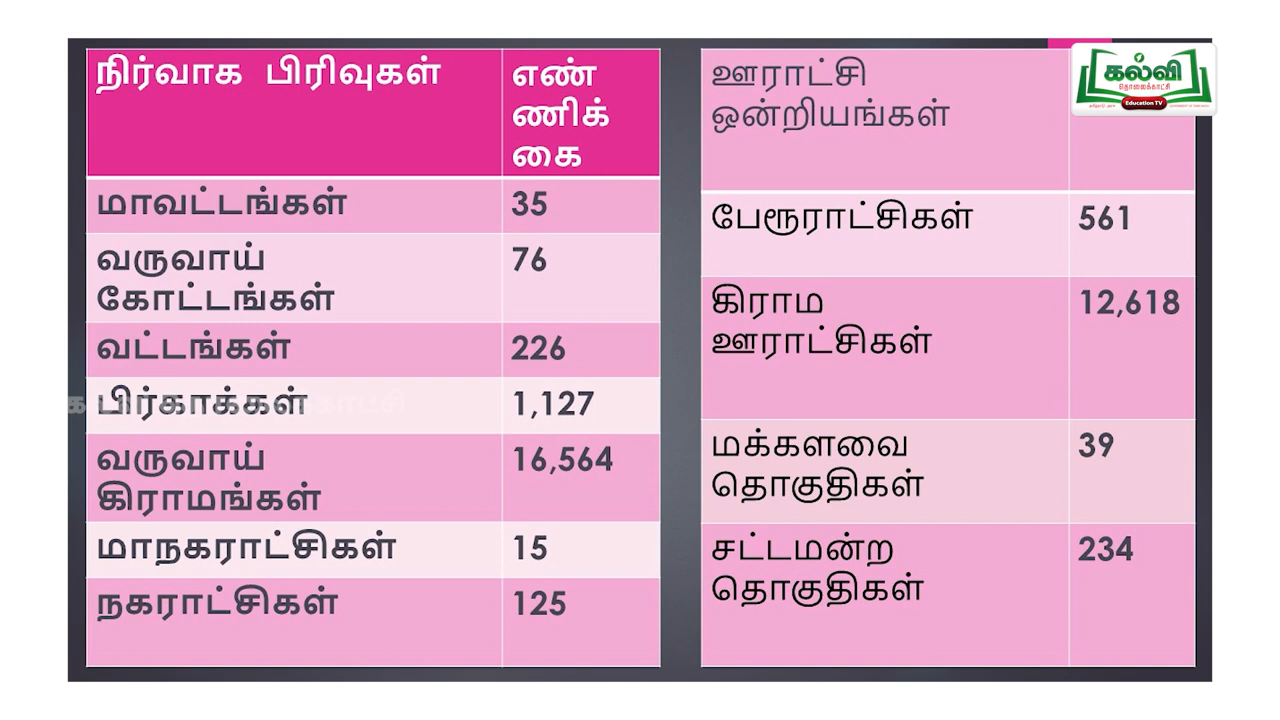 நிர்வாக பிரிவுகள்
எண்
ணிக்
கை
மாவட்டங்கள்
35
வருவாய்
கோட்டங்கள்
76
வட்டங்கள்
226
பிர்காக்கள்
1,127
வருவாய்
கிராமங்கள்
16,564
மாநகராட்சிகள்
15
நகராட்சிகள்
125
ஊராட்சி
ஒன்றியங்கள்
பேரூராட்சிகள்
561
கிராம
ஊராட்சிகள்
12,618
மக்களவை
தொகுதிகள்
39
சட்டமன்ற
தொகுதிகள்
234
கல்வி
தொலைக்காட்சி
Education TV